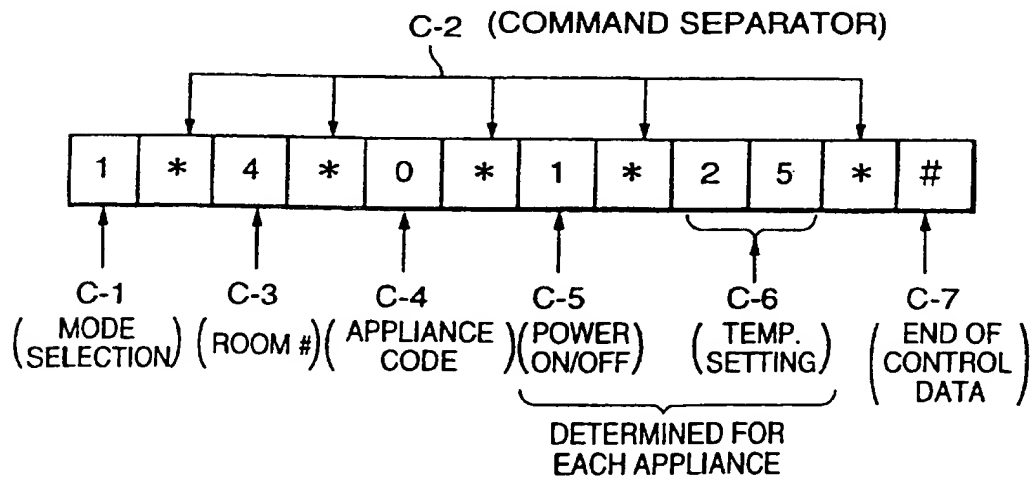 C-2 (COMMAND SEPARATOR)
1 * 4 * 0 * 1 * 2 5 * #
C-1 C-3 C-4 C-5 C-6 C-7
(MODE SELECTION) (ROOM #) (APPLIANCE CODE) (POWER ON/OFF) (TEMP. SETTING) (END OF CONTROL DATA)
DETERMINED FOR
EACH APPLIANCE